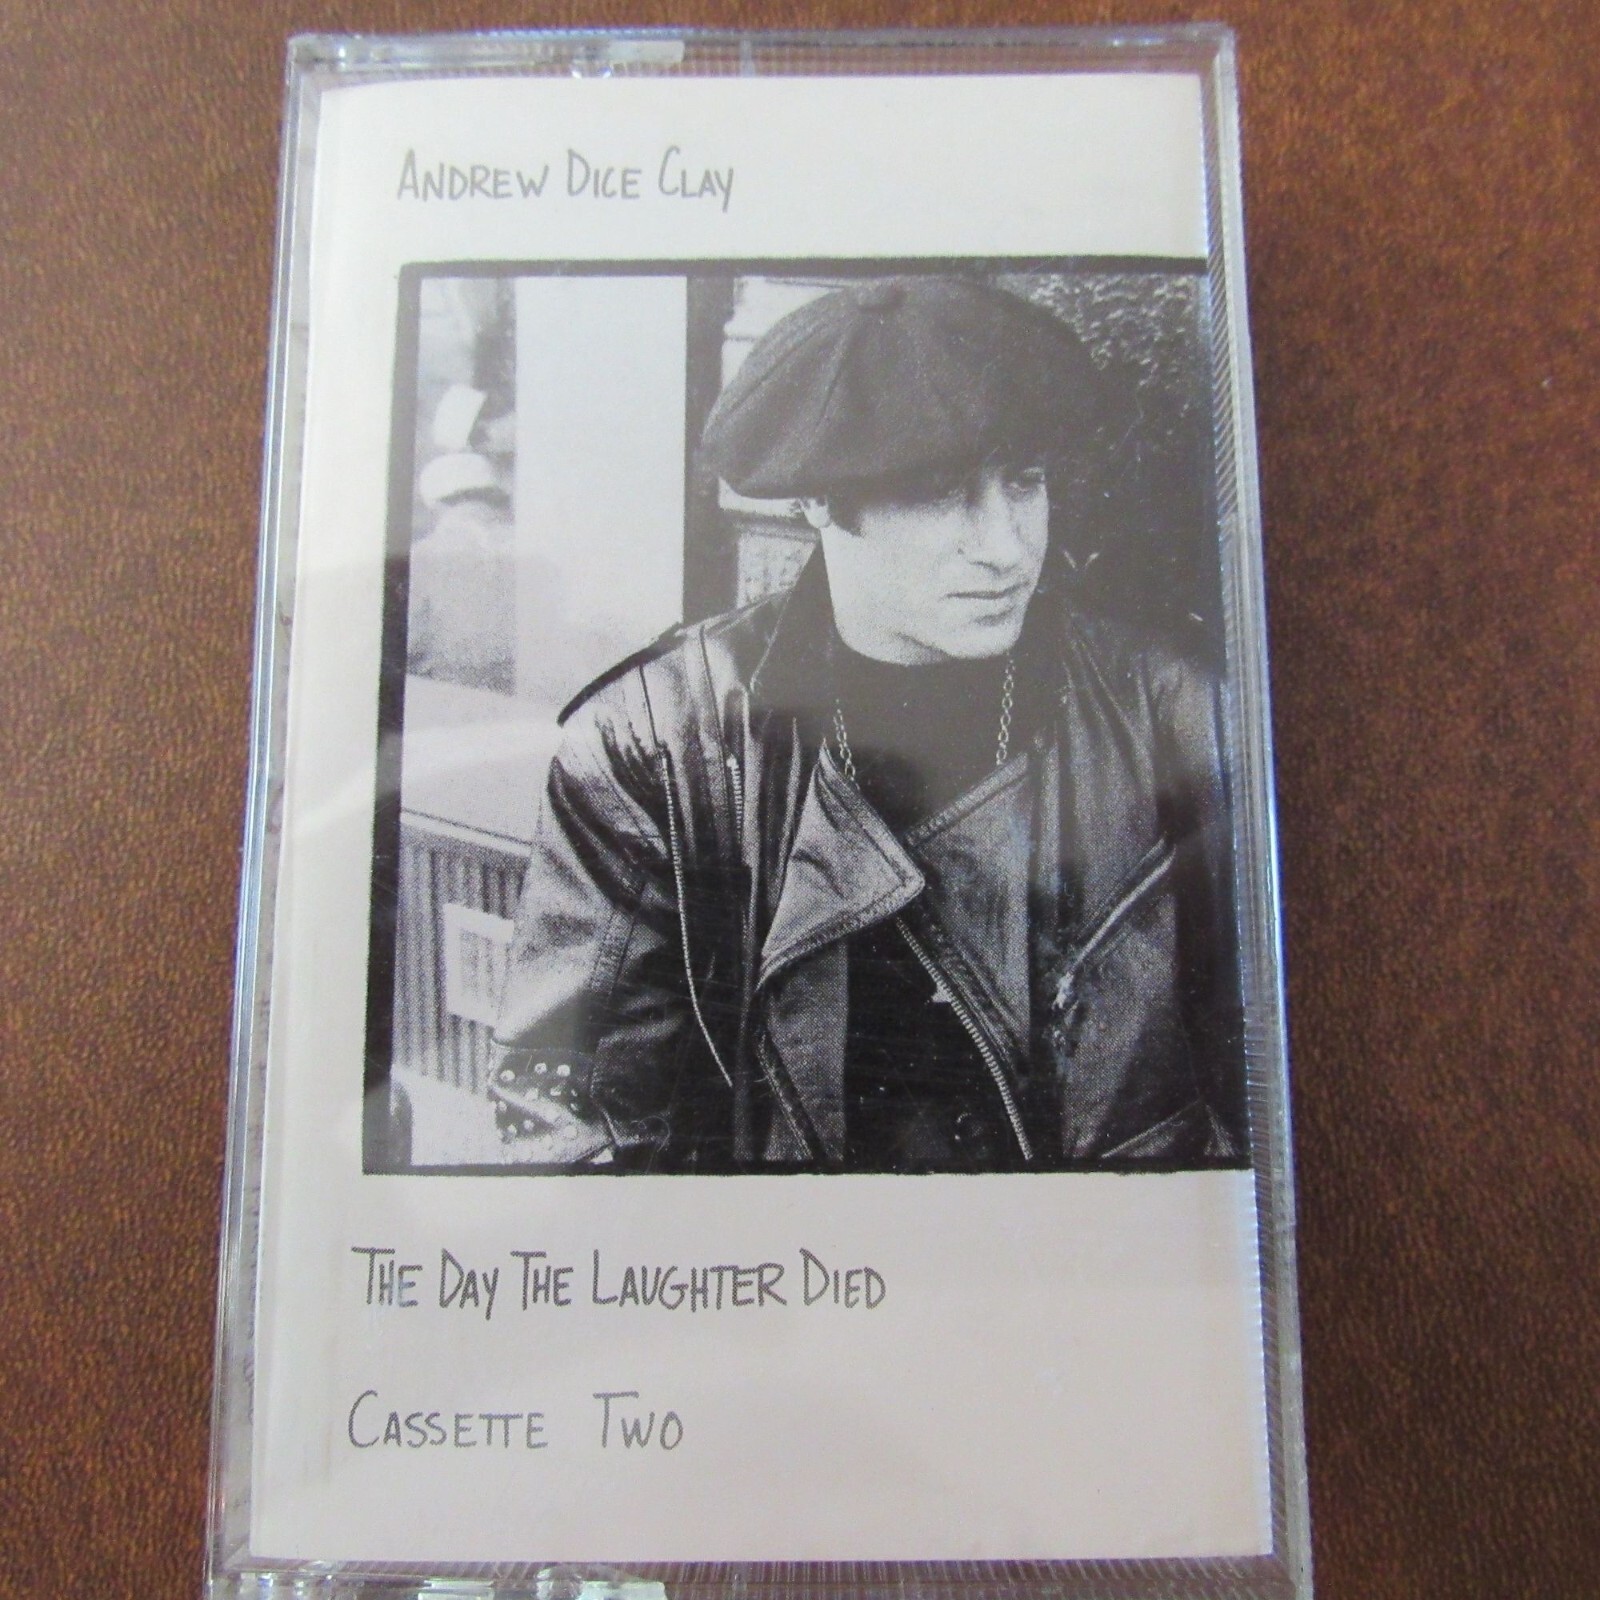 ANDREW DICE CLAY
THE DAY THE LAUGHTER DIED
CASSETTE TWO